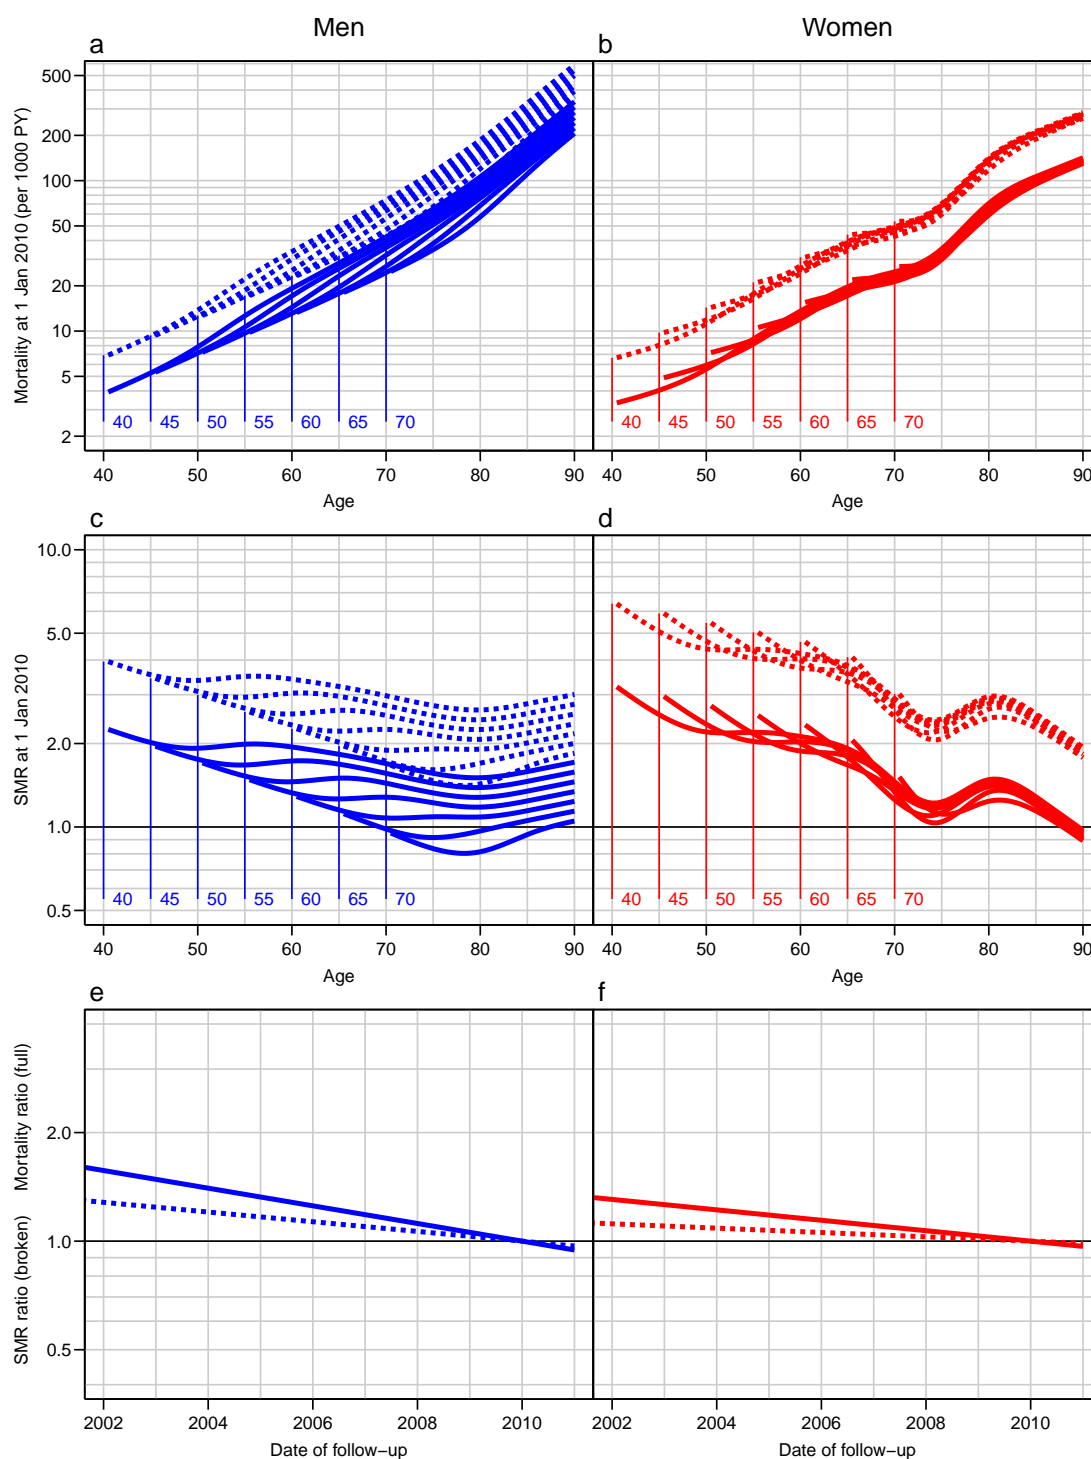 Men
Women
a
b
Mortality at 1 Jan 2010 (per 1000 PY)
500
200
100
50
20
10
5
2
40 45 50 55 60 65 70
40 45 50 55 60 65 70
40 50 60 70 80 90
40 50 60 70 80 90
Age
Age
c
d
SMR at 1 Jan 2010
10.0
5.0
2.0
1.0
0.5
40 45 50 55 60 65 70
40 45 50 55 60 65 70
40 50 60 70 80 90
40 50 60 70 80 90
Age
Age
e
f
SMR ratio (broken) Mortality ratio (full)
2.0
1.0
0.5
2002 2004 2006 2008 2010
2002 2004 2006 2008 2010
Date of follow−up
Date of follow−up